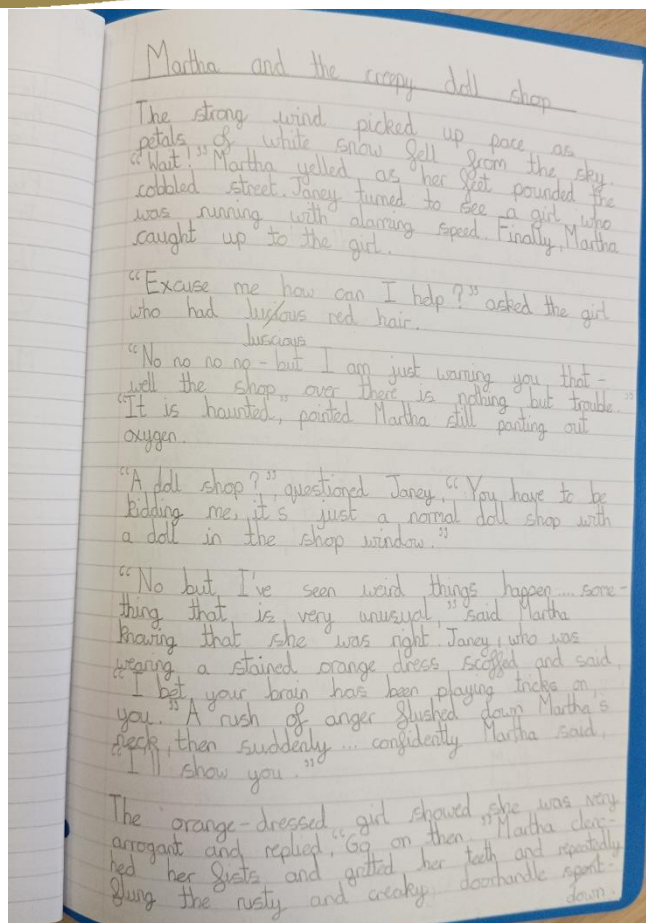 Martha and the creepy doll shop
The strong wind picked up pace as
petals of white snow fell from the sky.
“Wait!” Martha yelled as her feet pounded the
cobbled street. Janey turned to see a girl who
was running with alarming speed. Finally, Martha
caught up to the girl.
“Excuse me how can I help?” asked the girl
who had luxious red hair.
luscious
“No no no no - but I am just warning you that -
well the shop over there is nothing but trouble.”
“It is haunted,” pointed Martha still panting out
oxygen.
“A doll shop?”, questioned Janey, “You have to be
kidding me, it's just a normal doll shop with
a doll in the shop window.”
“No but I've seen weird things happen.... some-
thing that is very unusual,” said Martha
knowing that she was right. Janey, who was
wearing a stained orange dress scoffed and said,
“I bet your brain has been playing tricks on
you.” A rush of anger flushed down Martha's
neck, then suddenly... confidently Martha said,
“I'll show you.”
The orange-dressed girl showed she was very
arrogant and replied, “Go on then.” Martha clenc-
hed her fists and gritted her teeth and repeatedly
flung the rusty and creaky doorhandle
down.